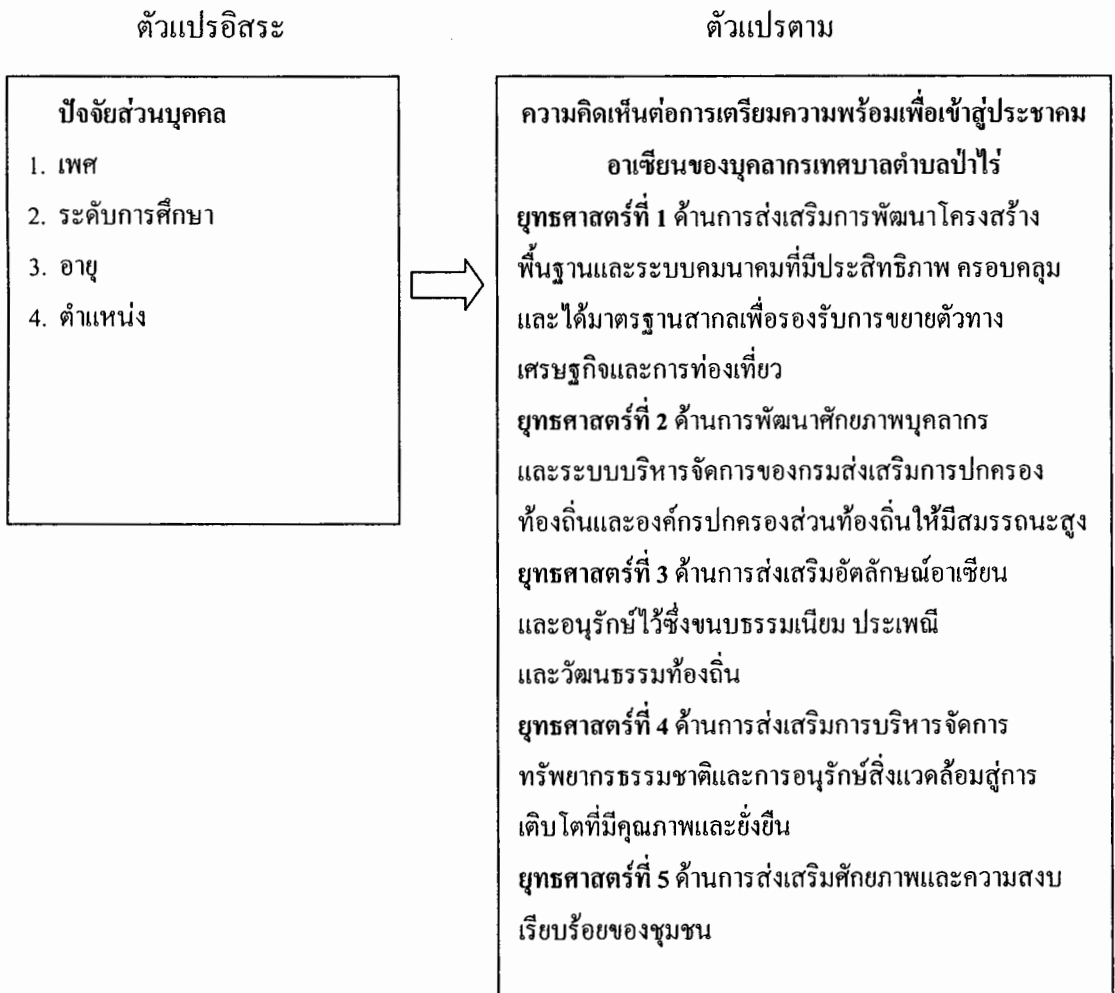 ตัวแปรอิสระ
ตัวแปรตาม
ปัจจัยส่วนบุคคล
1. เพศ
2. ระดับการศึกษา
3. อายุ
4. ตำแหน่ง
ความคิดเห็นต่อการเตรียมความพร้อมเพื่อเข้าสู่ประชาคม
อาเซียนของบุคลากรเทศบาลตำบลป่าไร่
ยุทธศาสตร์ที่ 1 ด้านการส่งเสริมการพัฒนาโครงสร้าง
พื้นฐานและระบบคมนาคมที่มีประสิทธิภาพ ครอบคลุม
และได้มาตรฐานสากลเพื่อรองรับการขยายตัวทาง
เศรษฐกิจและการท่องเที่ยว
ยุทธศาสตร์ที่ 2 ด้านการพัฒนาศักยภาพบุคลากร
และระบบบริหารจัดการของกรมส่งเสริมการปกครอง
ท้องถิ่นและองค์กรปกครองส่วนท้องถิ่นให้มีสมรรถนะสูง
ยุทธศาสตร์ที่ 3 ด้านการส่งเสริมอัตลักษณ์อาเซียน
และอนุรักษ์ไว้ซึ่งขนบธรรมเนียม ประเพณี
และวัฒนธรรมท้องถิ่น
ยุทธศาสตร์ที่ 4 ด้านการส่งเสริมการบริหารจัดการ
ทรัพยากรธรรมชาติและการอนุรักษ์สิ่งแวดล้อมสู่การ
เติบโตที่มีคุณภาพและยั่งยืน
ยุทธศาสตร์ที่ 5 ด้านการส่งเสริมศักยภาพและความสงบ
เรียบร้อยของชุมชน